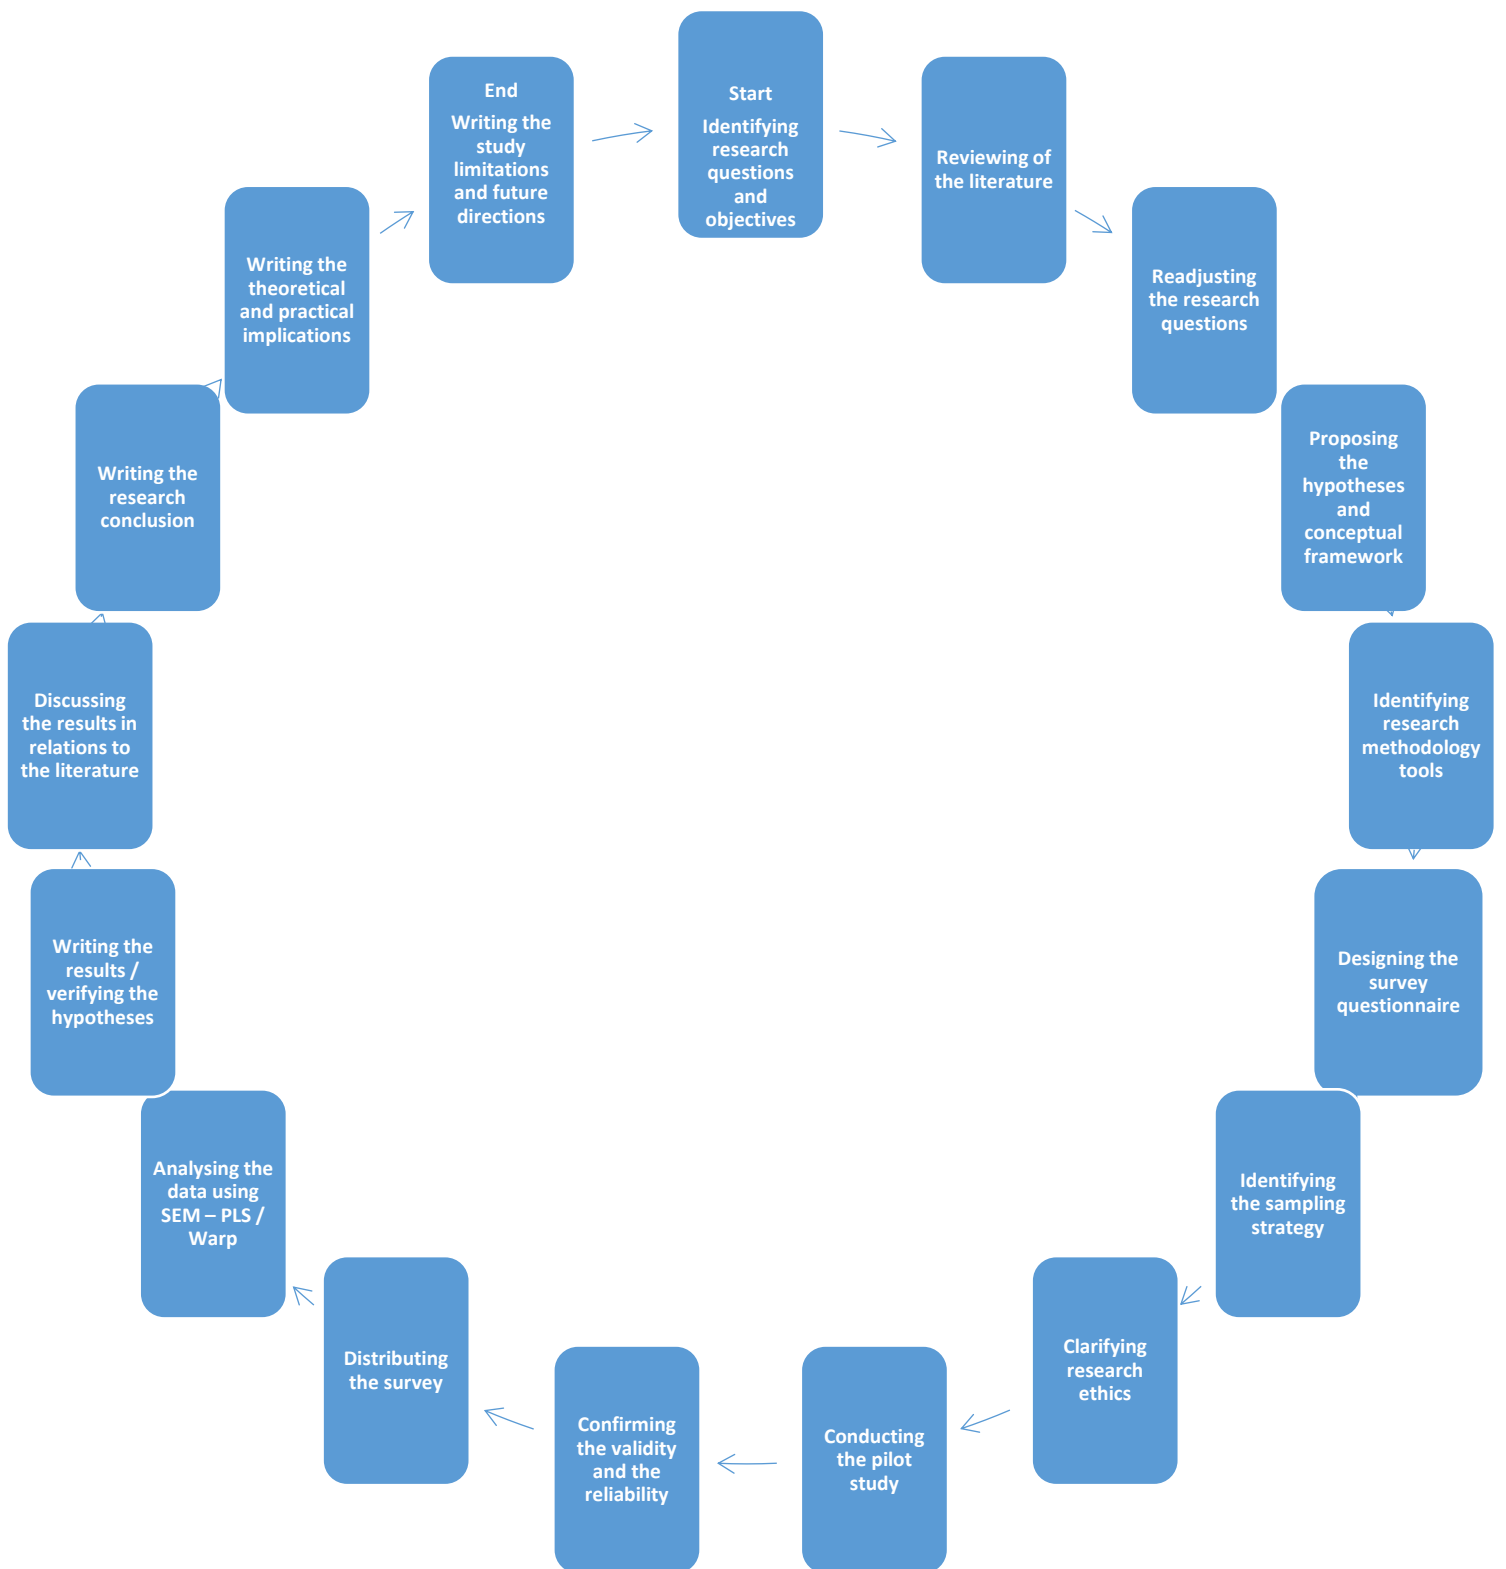 Start
Identifying
research
questions
and
objectives
Reviewing of
the literature
Readjusting
the research
questions
Proposing
the
hypotheses
and
conceptual
framework
Identifying
research
methodology
tools
Designing the
survey
questionnaire
Identifying
the sampling
strategy
Clarifying
research
ethics
Conducting
the pilot
study
Confirming
the validity
and the
reliability
Distributing
the survey
Analysing the
data using
SEM – PLS /
Warp
Writing the
results /
verifying the
hypotheses
Discussing
the results in
relations to
the literature
Writing the
research
conclusion
Writing the
theoretical
and practical
implications
End
Writing the
study
limitations
and future
directions